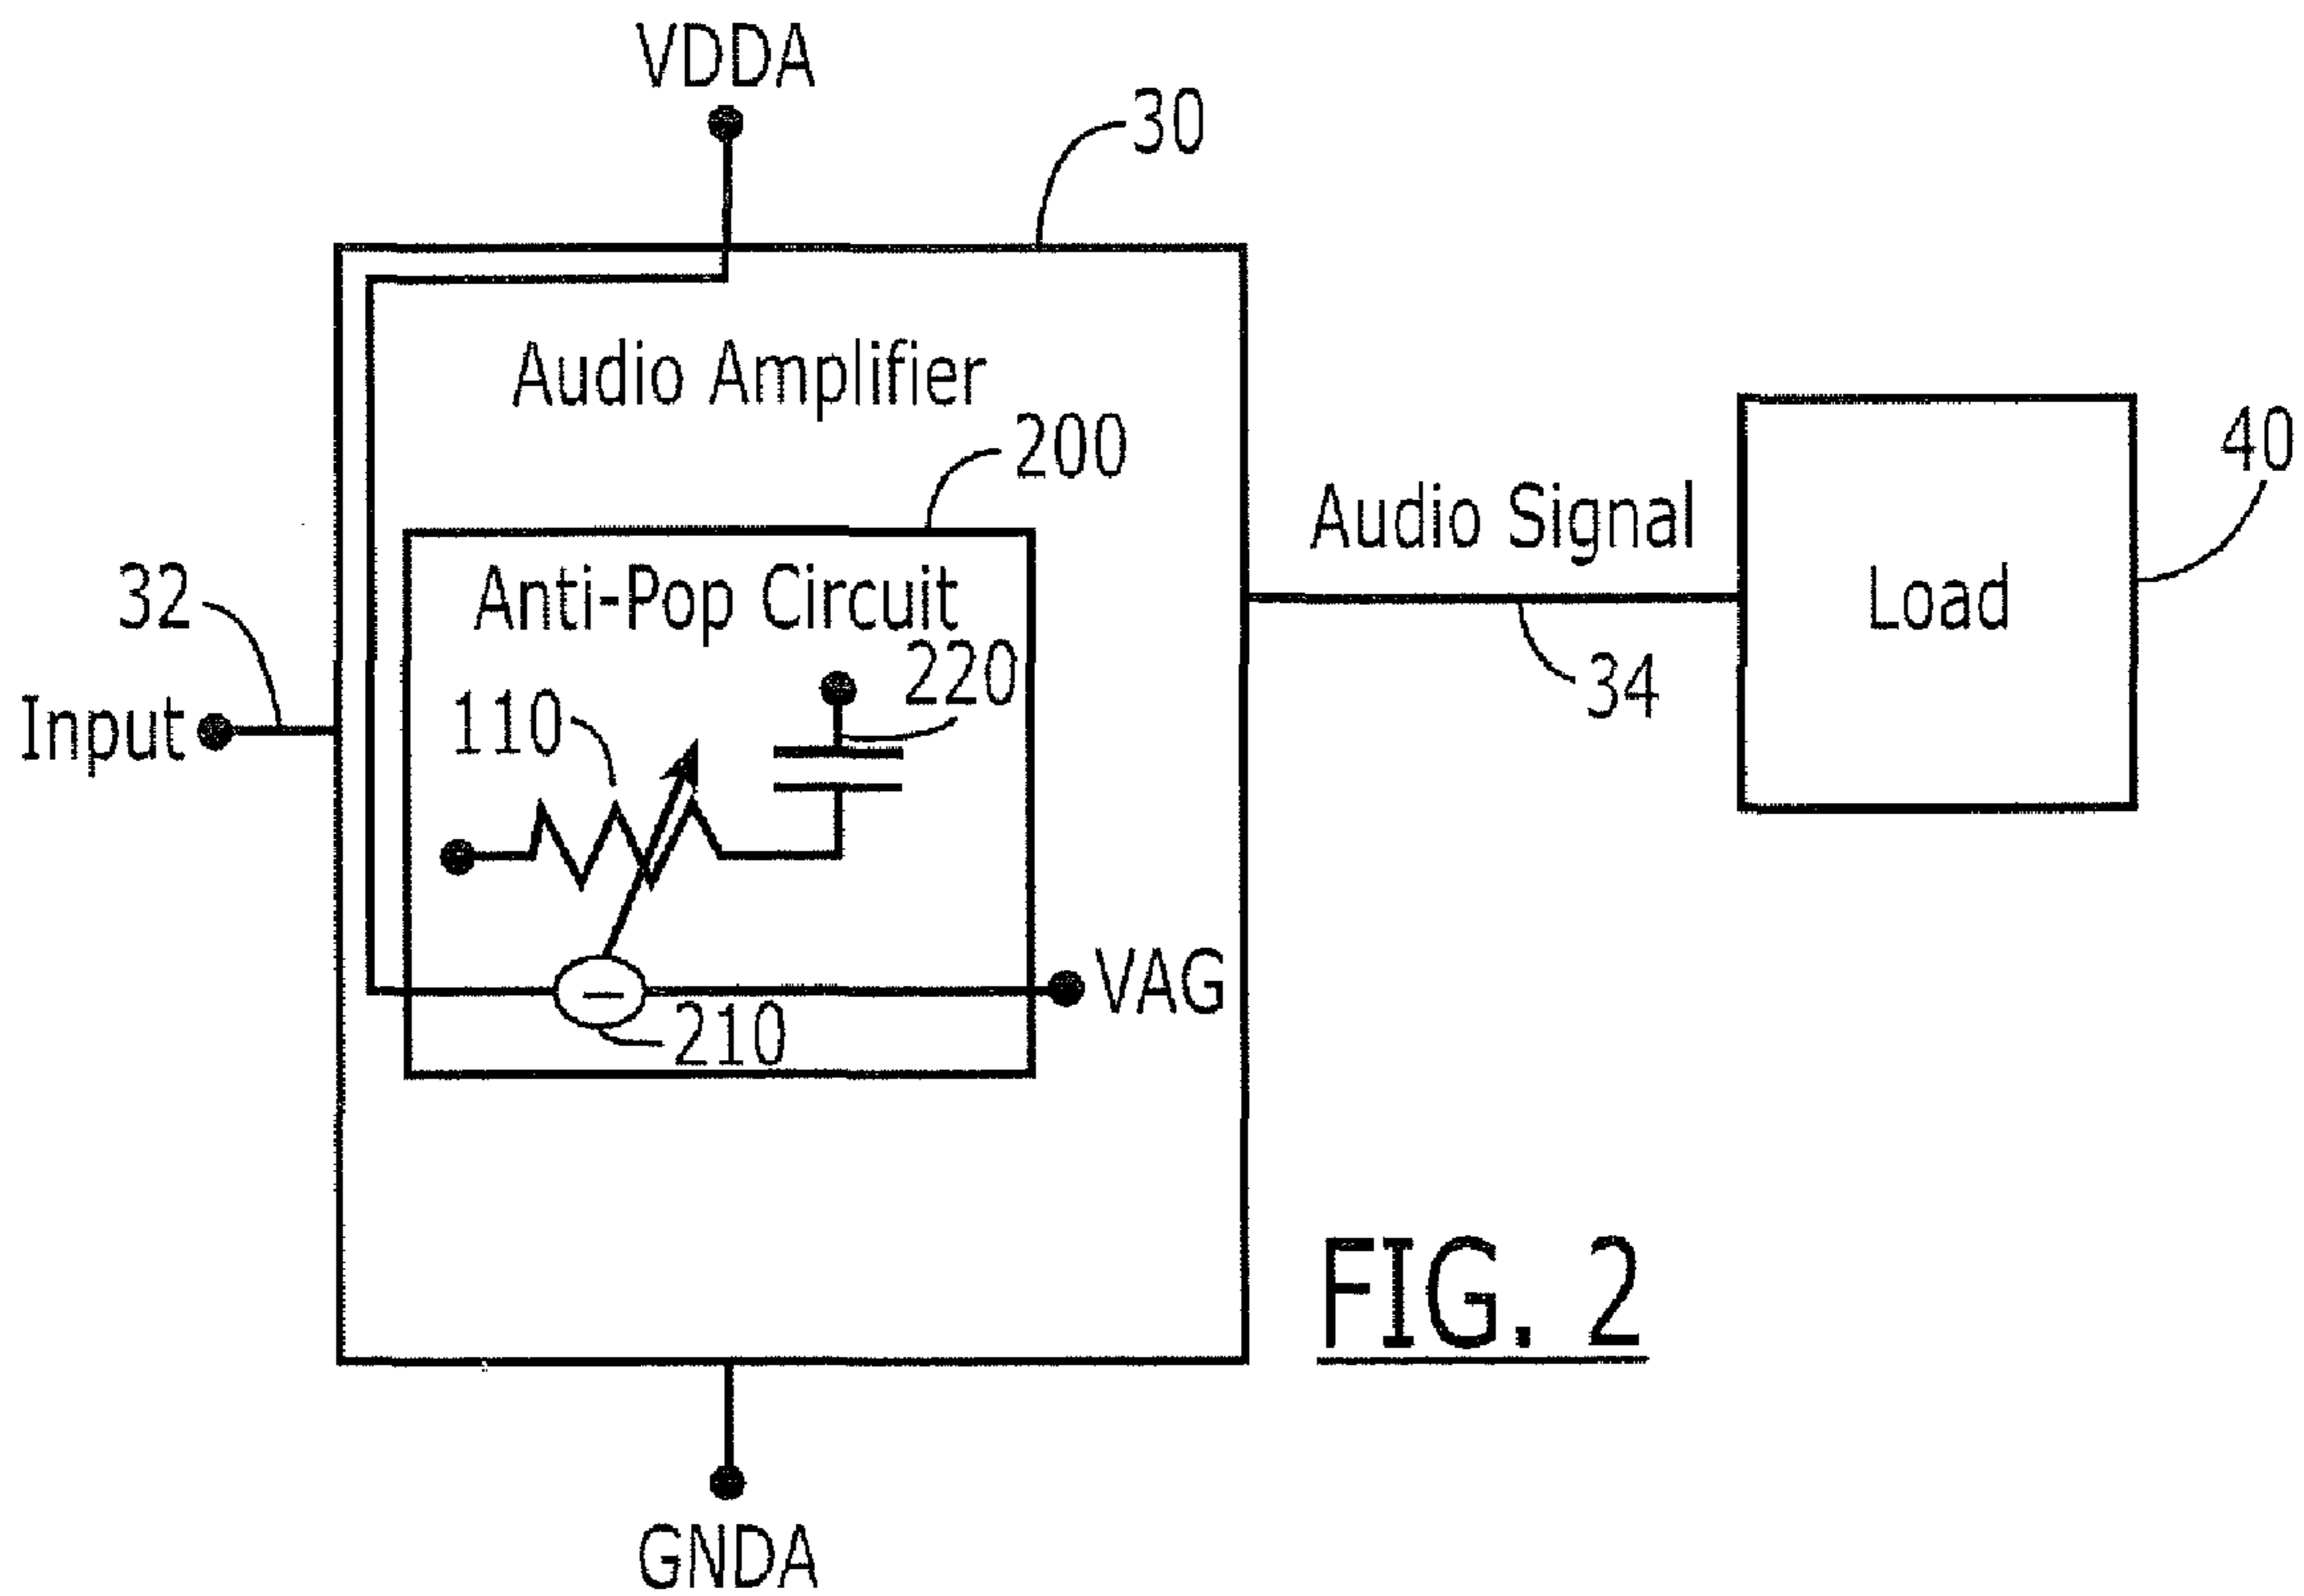 VDDA
30
Audio Amplifier
200
40
Audio Signal
Anti-Pop Circuit
Load
32
220
34
110
Input
VAG
210
FIG. 2
GNDA